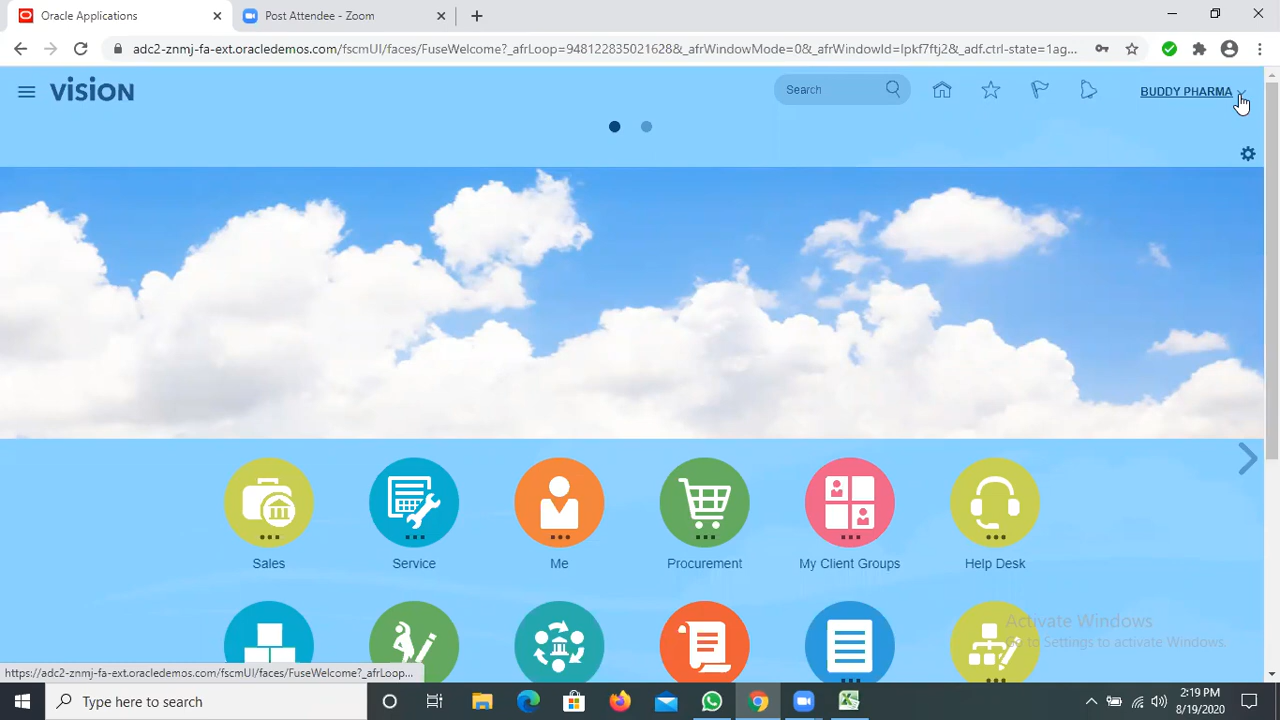 Oracle Applications
Post Attendee - Zoom
adc2-znmj-fa-ext.oracledemos.com/fscmUI/faces/FuseWelcome?_afrLoop=9481228350216288&_afrWindowMode=0&_afrWindowId=lpkf7ftj2&_adf.ctrl-state=1ag...
VISION
Search
BUDDY PHARMA
Sales
Service
Me
Procurement
My Client Groups
Help Desk
Activate Windows
Go to Settings to activate Windows.
https://adc2-znmj-fa-ext.oracledemos.com/fscmUI/faces/FuseWelcome?_afrLoop...
Type here to search
2:19 PM
8/19/2020